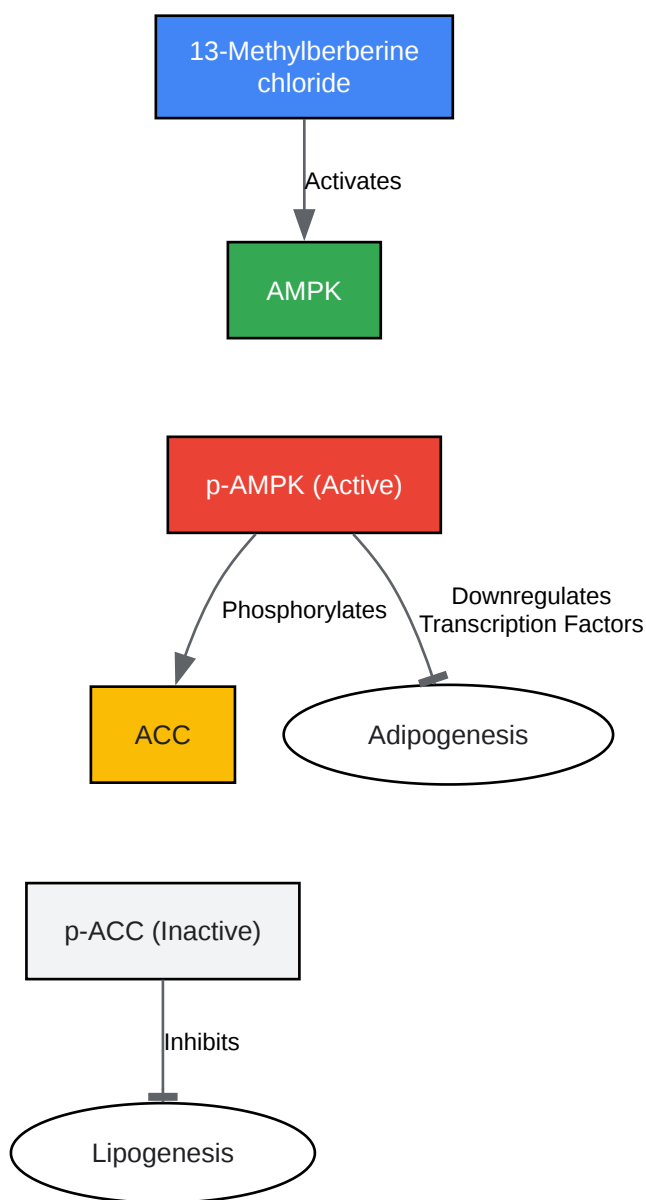 13-Methylberberine
chloride
Activates
AMPK
p-AMPK (Active)
Phosphorylates
Downregulates
Transcription Factors
ACC
Adipogenesis
p-ACC (Inactive)
Inhibits
Lipogenesis